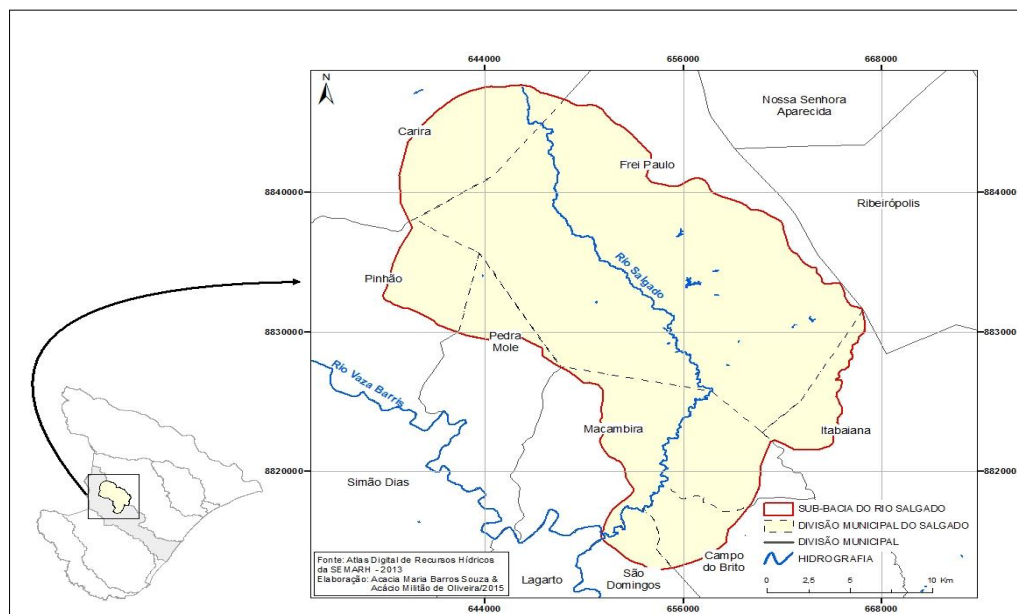 644000
656000
668000
N
Nossa Senhora
Aparecida
Carira
Frei Paulo
8840000
8840000
Ribeirópolis
Rio Salgado
Pinhão
8830000
8830000
Pedra
Mole
Rio Vaza Barris
Macambira
Itabaiana
8820000
8820000
Simão Dias
SUB-BACIA DO RIO SALGADO
DIVISÃO MUNICIPAL DO SALGADO
DIVISÃO MUNICIPAL
HIDROGRAFIA
Fonte: Atlas Digital de Recursos Hídricos
da SEMARH - 2013
Elaboração: Acacia Maria Barros Souza &
Acácio Militão de Oliveira/2015
Lagarto
São
Domingos
Campo
do Brito
0 2,5 5 10 Km
644000
656000
668000